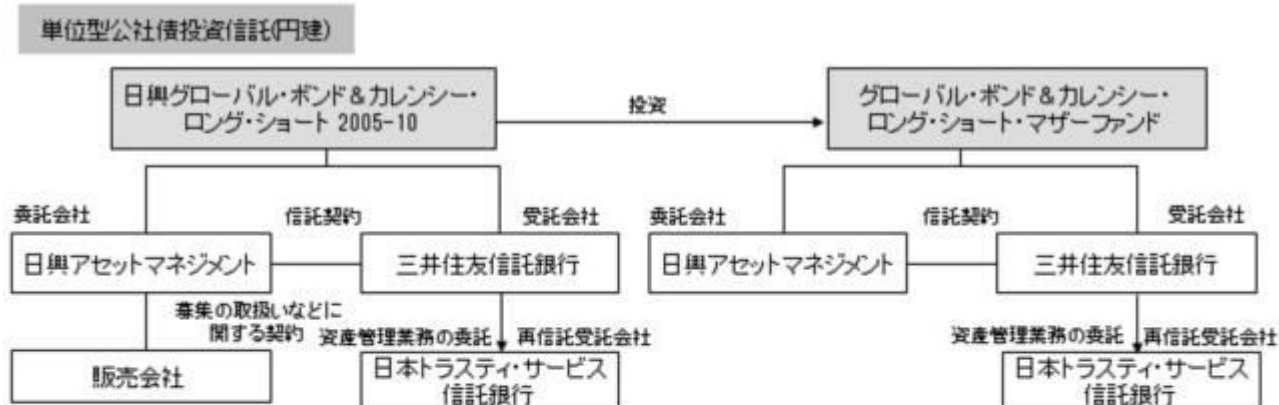 単位型公社債投資信託(円建)
日興グローバル・ボンド&カレンシー・
ロング・ショート 2005-10
投資
グローバル・ボンド&カレンシー・
ロング・ショート・マザーファンド
委託会社
信託契約
受託会社
委託会社
信託契約
受託会社
日興アセットマネジメント
三井住友信託銀行
日興アセットマネジメント
三井住友信託銀行
募集の取扱いなどに
関する契約
資産管理業務の委託
再信託受託会社
資産管理業務の委託
再信託受託会社
販売会社
日本トラスティ・サービス
信託銀行
日本トラスティ・サービス
信託銀行